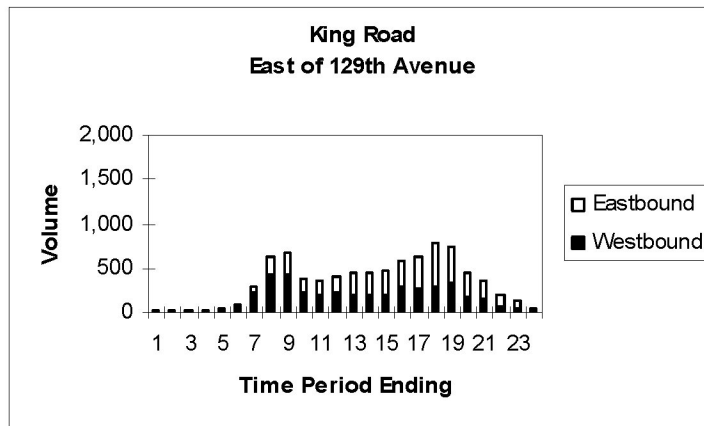 King Road
East of 129th Avenue
2,000
1,500
1,000
500
0
Volume
1 3 5 7 9 11 13 15 17 19 21 23
Time Period Ending
Eastbound
Westbound